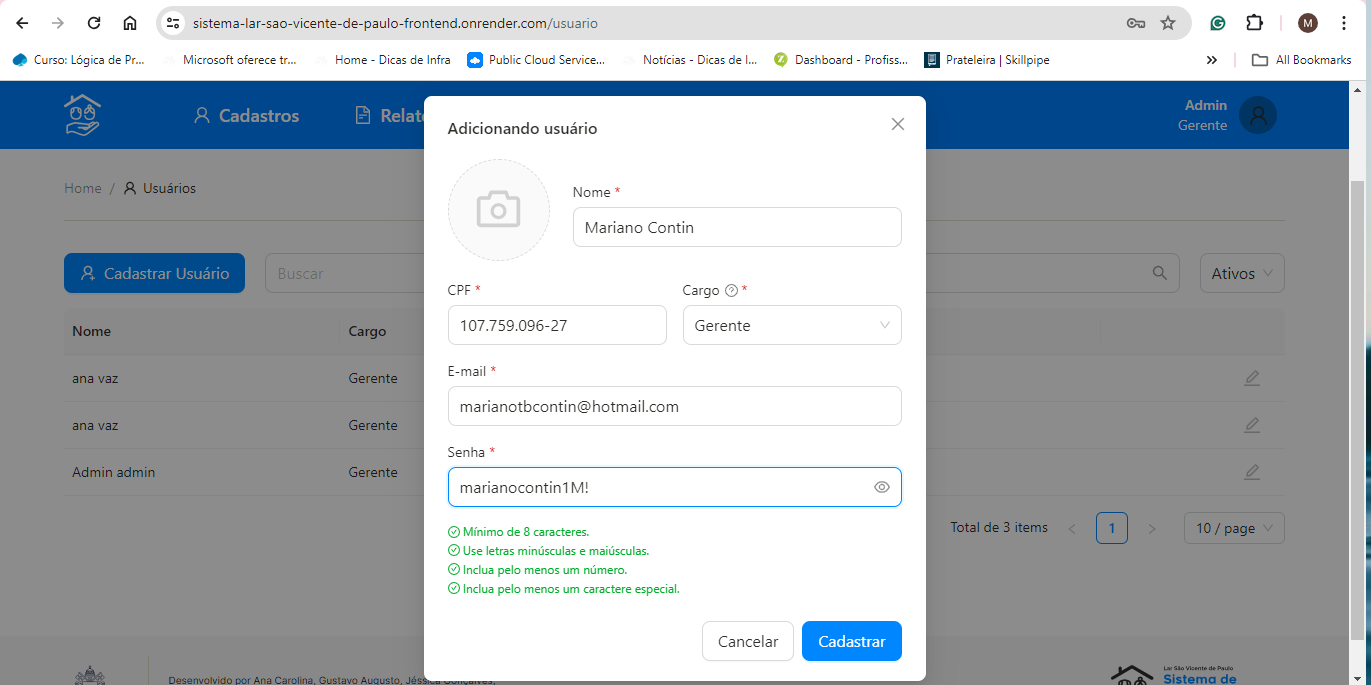 sistema-lar-sao-vicente-de-paulo-frontend.onrender.com/usuario
M
Curso: Lógica de Pr... Microsoft oferece tr... Home - Dicas de Infra Public Cloud Service... Notícias - Dicas de I... Dashboard - Profiss... Prateleira | Skillpipe » All Bookmarks
Cadastros
Relato
Admin
Gerente
Home / Usuários
Cadastrar Usuário
Buscar
Ativos
Nome Cargo
ana vaz Gerente
ana vaz Gerente
Admin admin Gerente
Total de 3 items < 1 > 10 / page
Adicionando usuário
Nome *
Mariano Contin
CPF * Cargo *
107.759.096-27 Gerente
E-mail *
marianotbcontin@hotmail.com
Senha *
marianocontin1M!
Mínimo de 8 caracteres.
Use letras minúsculas e maiúsculas.
Inclua pelo menos um número.
Inclua pelo menos um caractere especial.
Cancelar Cadastrar
Desenvolvido por Ana Carolina, Gustavo Augusto, Jéssica Gonçalves,
Lar São Vicente de Paulo
Sistema de